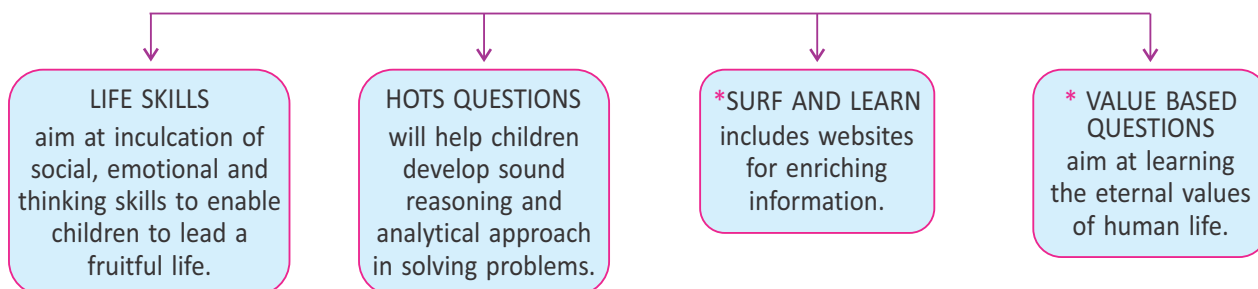 LIFE SKILLS
aim at inculcation of
social, emotional and
thinking skills to enable
children to lead a
fruitful life.
HOTS QUESTIONS
will help children
develop sound
reasoning and
analytical approach
in solving problems.
*SURF AND LEARN
includes websites
for enriching
information.
* VALUE BASED
QUESTIONS
aim at learning
the eternal values
of human life.